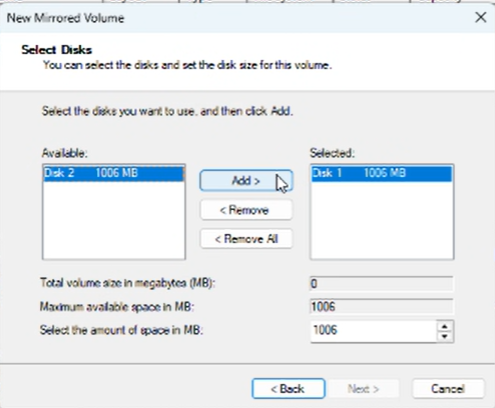 New Mirrored Volume
Select Disks
You can select the disks and set the disk size for this volume.
Select the disks you want to use, and then click Add.
Available:
Selected:
Disk 2 1006 MB
Add >
Disk 1 1006 MB
< Remove
< Remove All
Total volume size in megabytes (MB):
0
Maximum available space in MB:
1006
Select the amount of space in MB:
1006
< Back
Next >
Cancel